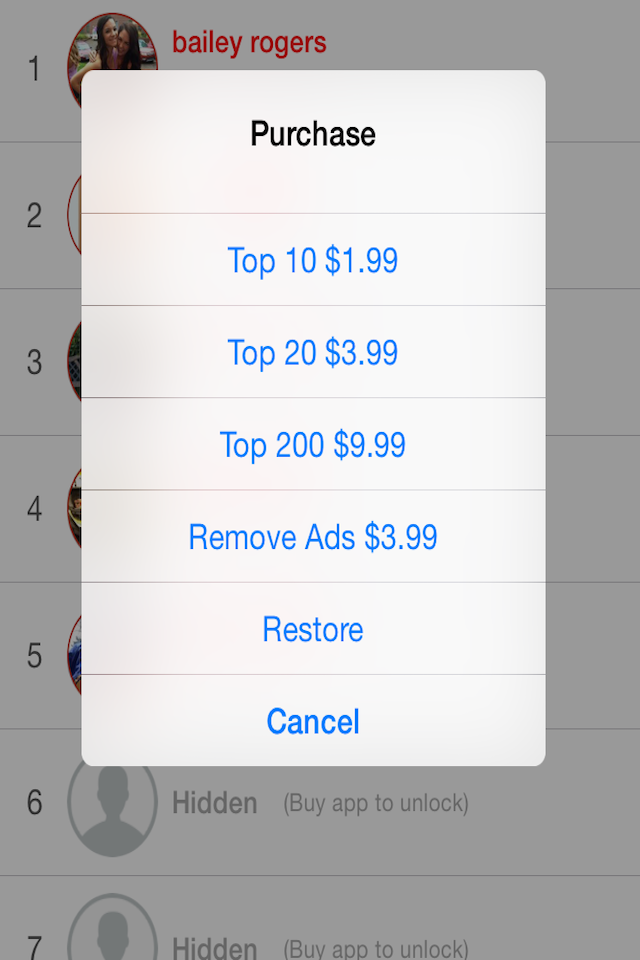 1
bailey rogers
Purchase
2
Top 10 $1.99
3
Top 20 $3.99
Top 200 $9.99
4
Remove Ads $3.99
5
Restore
Cancel
6
Hidden (Buy app to unlock)
7
Hidden (Buy app to unlock)